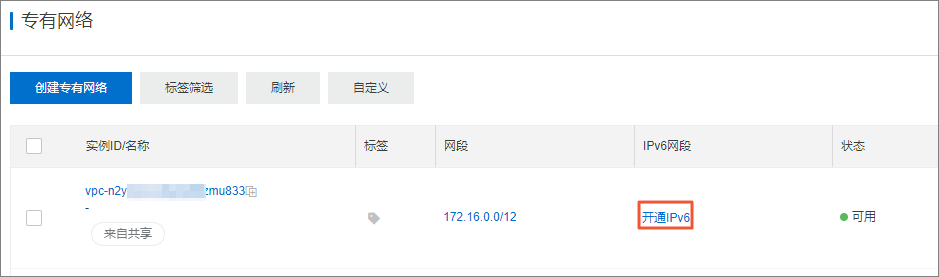 专有网络
创建专有网络 标签筛选 刷新 自定义
实例ID/名称 标签 网段 IPv6网段 状态
vpc-n2y zmu833
-
172.16.0.0/12 开通IPv6 可用
来自共享